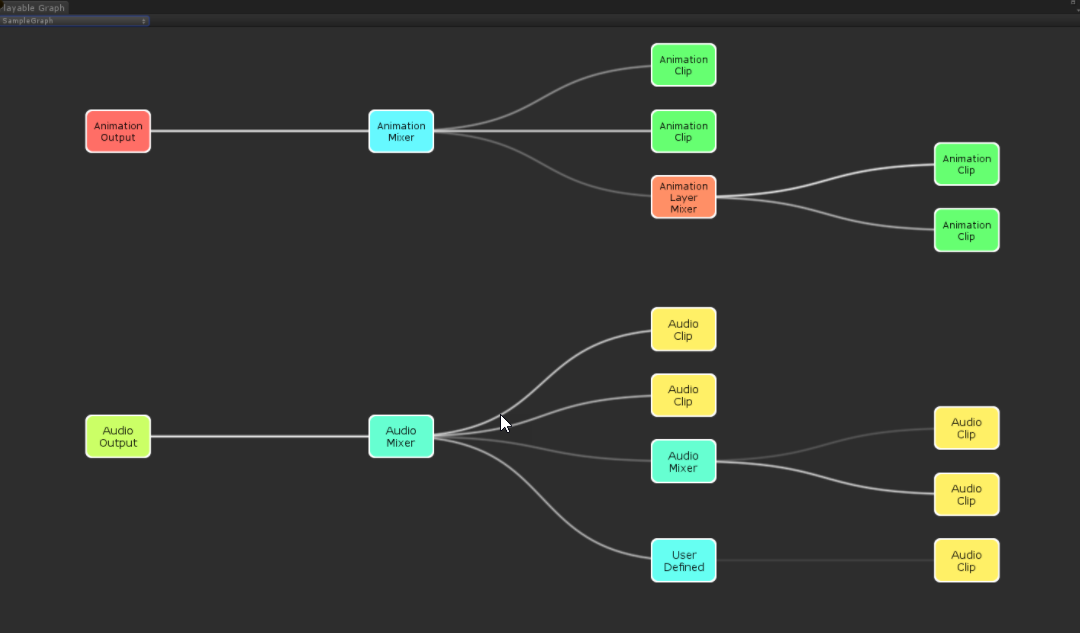 layable Graph
SampleGraph
Animation
Clip
Animation
Output
Animation
Mixer
Animation
Clip
Animation
Clip
Animation
Layer
Mixer
Animation
Clip
Audio
Clip
Audio
Clip
Audio
Output
Audio
Mixer
Audio
Clip
Audio
Mixer
Audio
Clip
User
Defined
Audio
Clip